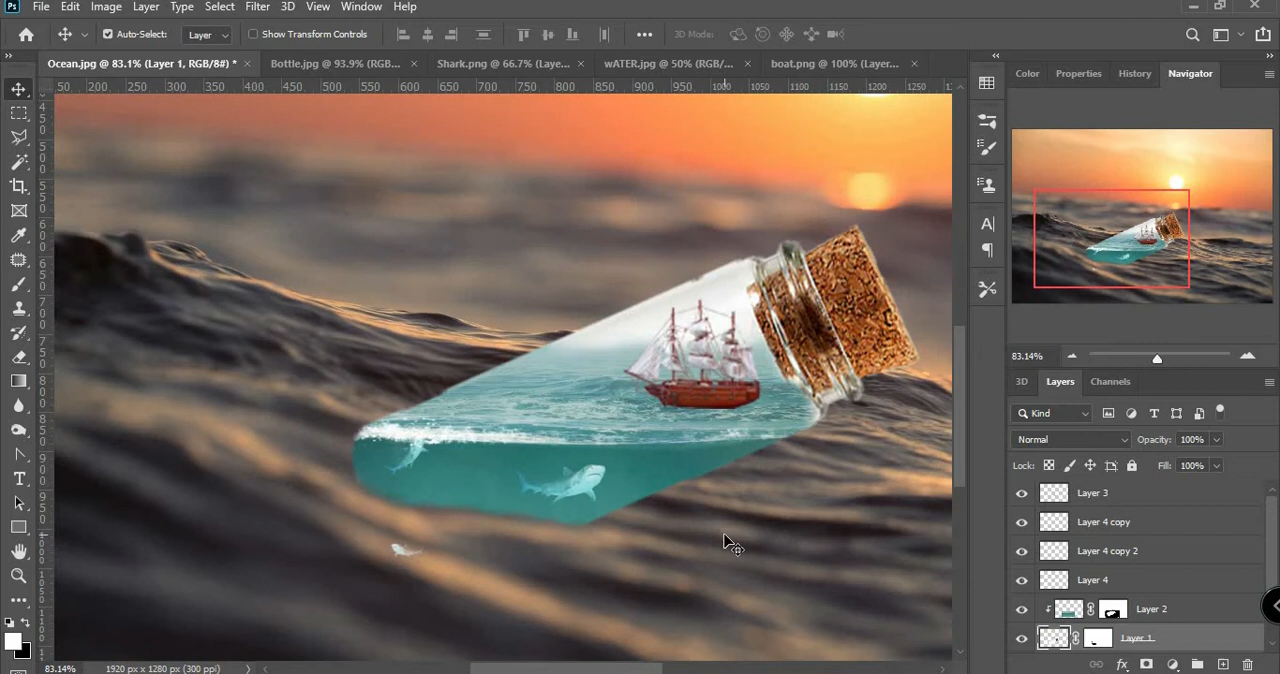 Ps File Edit Image Layer Type Select Filter 3D View Window Help
Auto-Select: Layer Show Transform Controls 3D Mode:
Ocean.jpg @ 83.1% (Layer 1, RGB/8#) * × Bottle.jpg @ 93.9% (RGB... × Shark.png @ 66.7% (Laye... × wATER.jpg @ 50% (RGB/... × boat.png @ 100% (Layer... ×
50 200 250 300 350 400 450 500 550 600 650 700 750 800 850 900 950 1000 1050 1100 1150 1200 1250
Color Properties History Navigator
83.14%
3D Layers Channels
Kind
Normal Opacity: 100%
Lock: Fill: 100%
Layer 3
Layer 4 copy
Layer 4 copy 2
Layer 4
Layer 2
Layer 1
83.14% 1920 px x 1280 px (300 ppi)